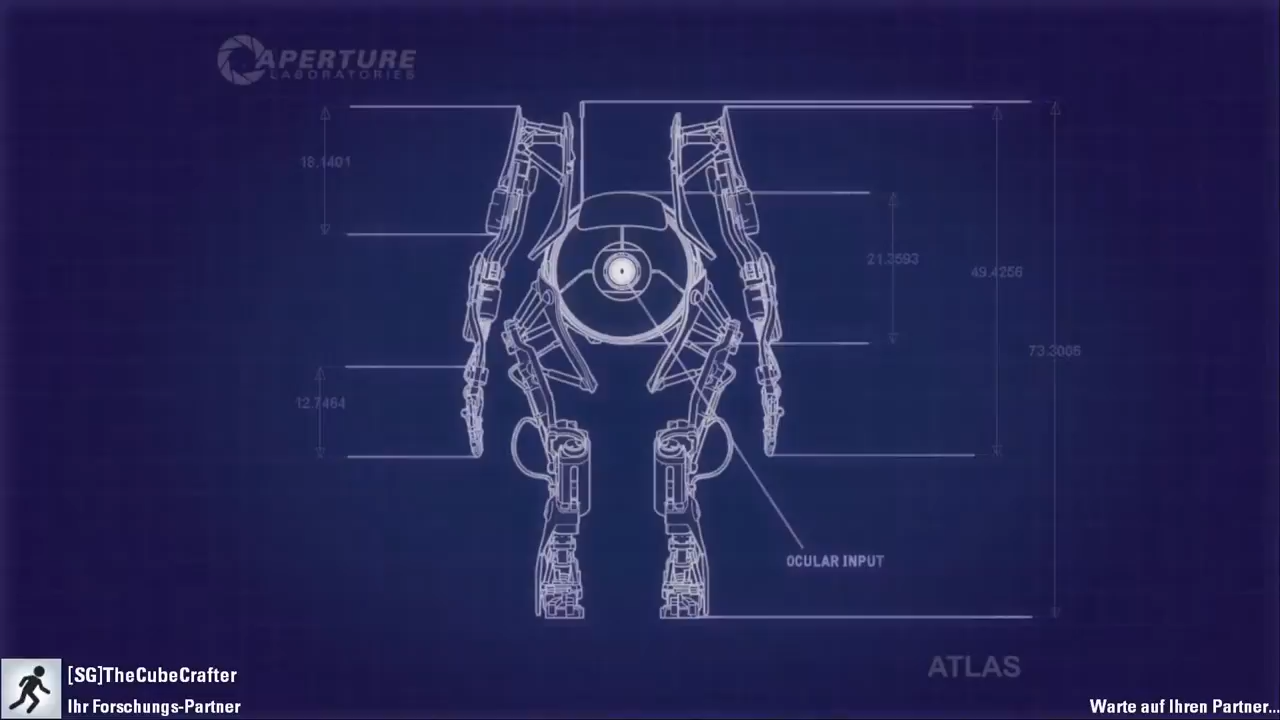 APERTURE
LABORATORIES
18.1401
21.3593
49.4256
73.3006
12.7464
OCULAR INPUT
ATLAS
[SG]TheCubeCrafter
Ihr Forschungs-Partner
Warte auf Ihren Partner...